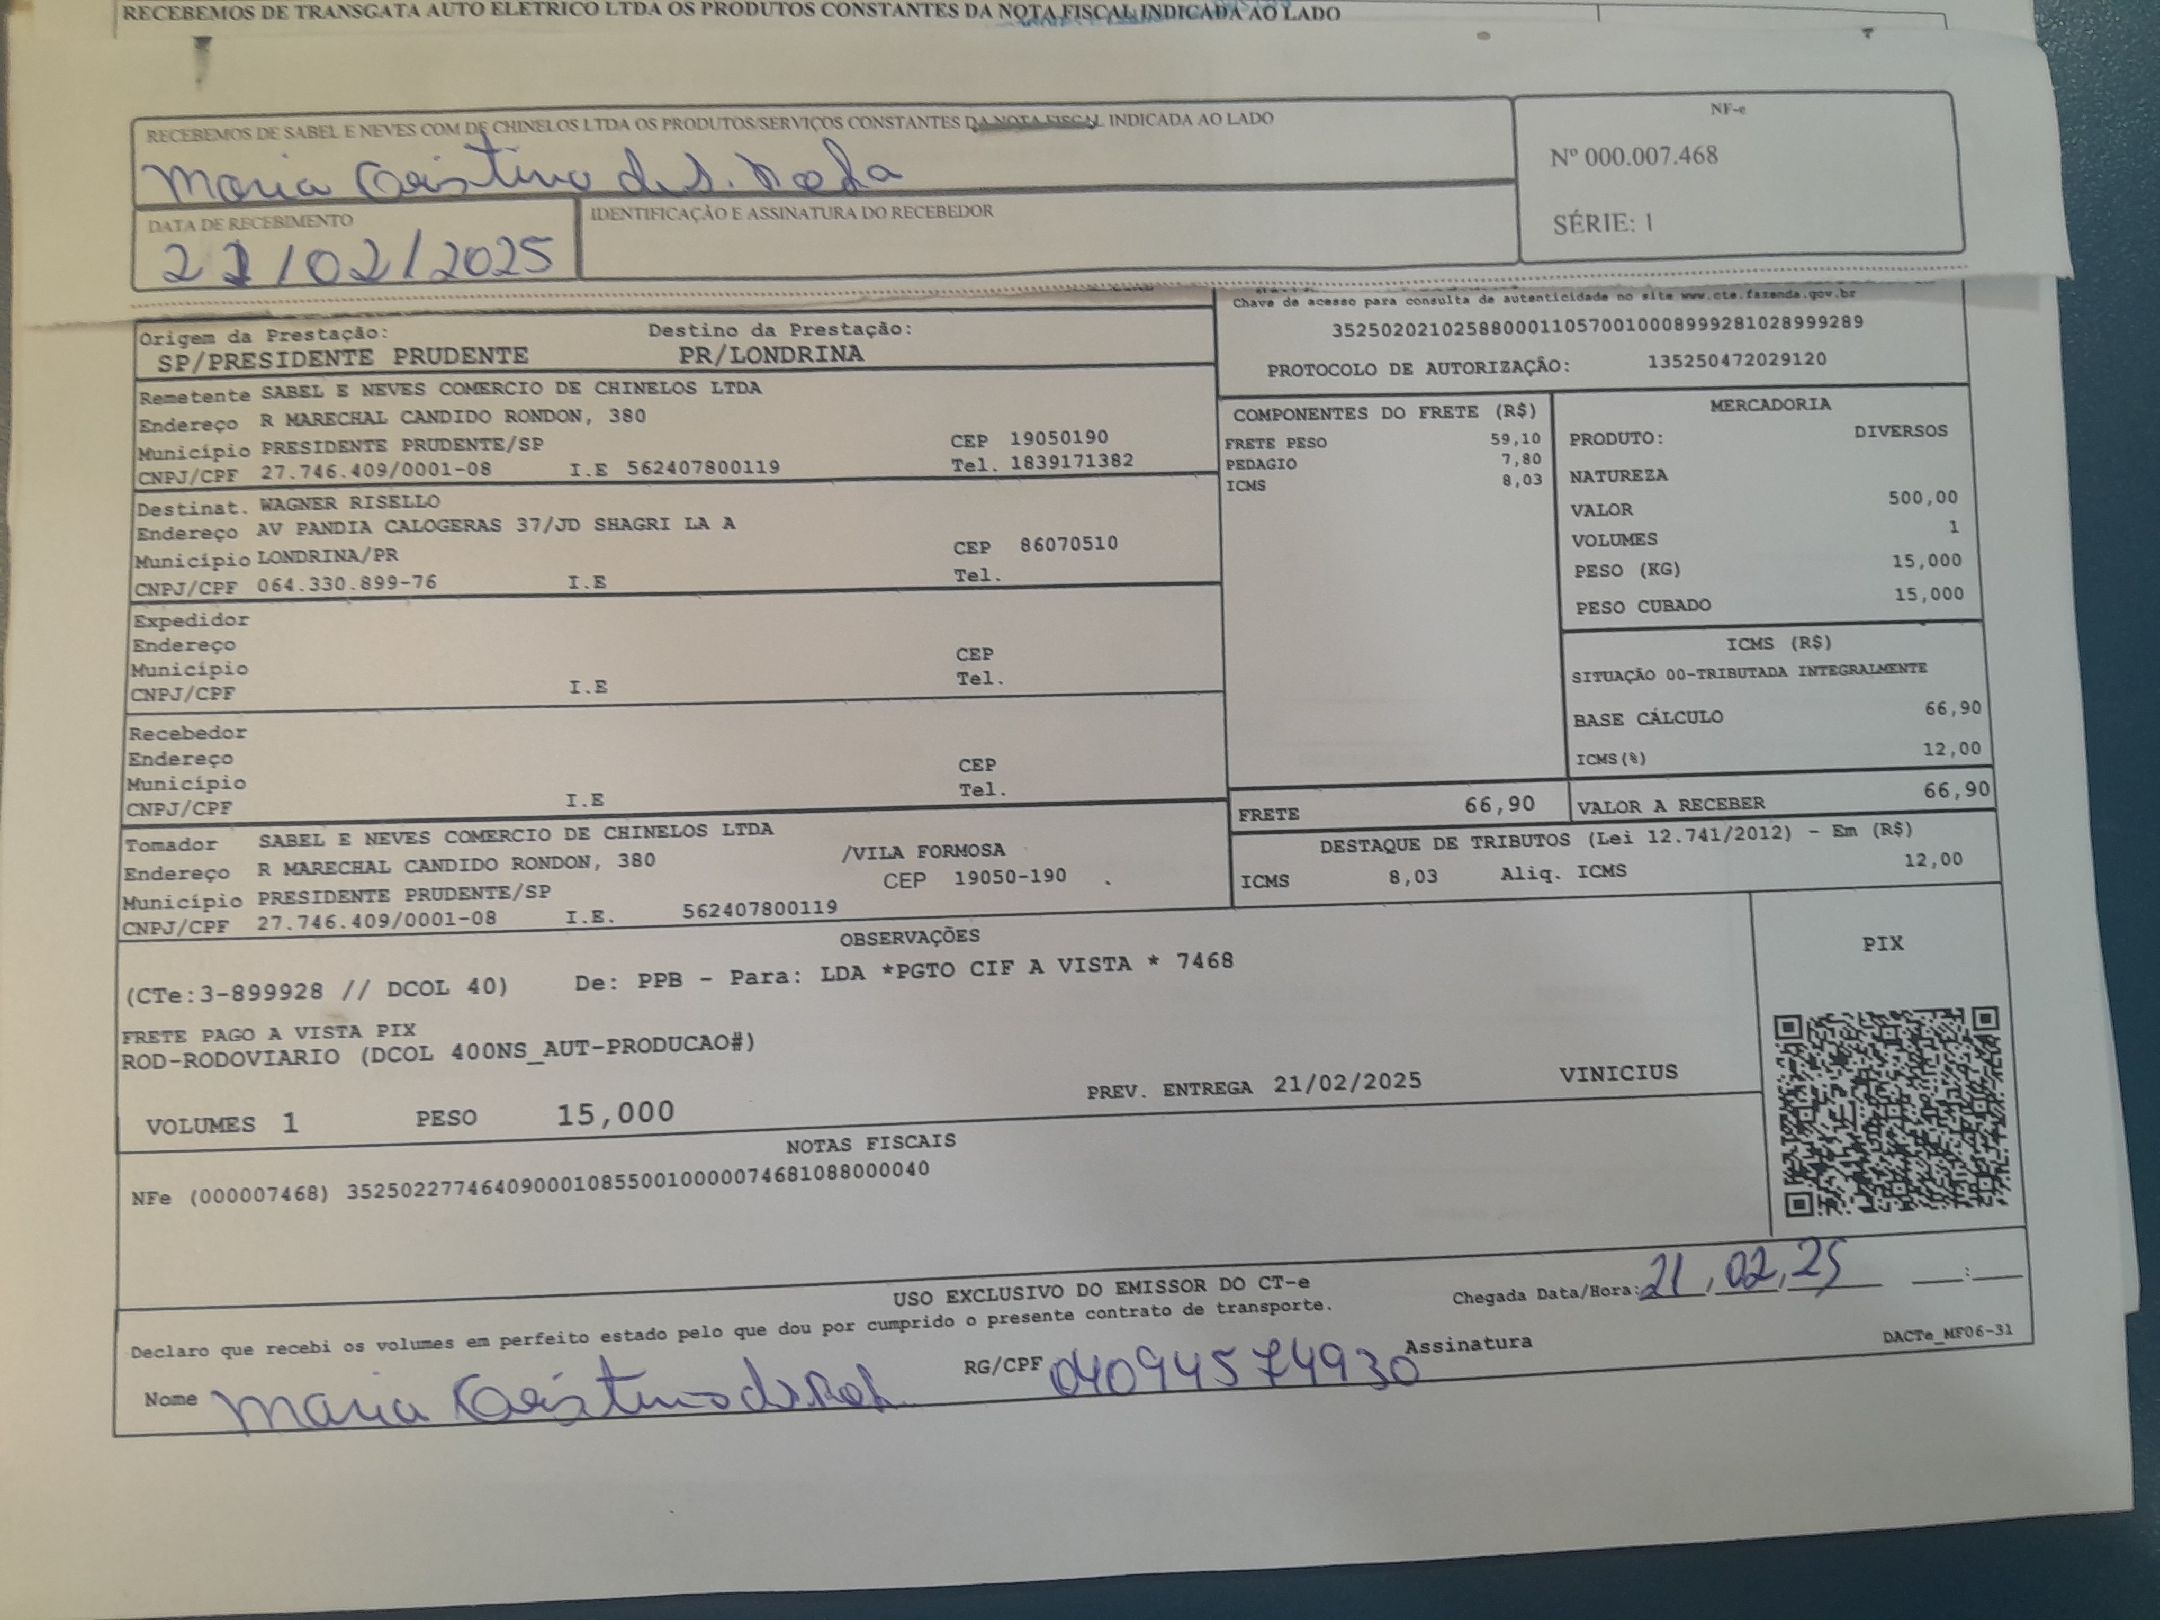 RECEBEMOS DE TRANSGATA AUTO ELETRICO LTDA OS PRODUTOS CONSTANTES DA NOTA FISCAL INDICADA AO LADO
RECEBEMOS DE SABEL E NEVES COM DE CHINELOS LTDA OS PRODUTOS/SERVIÇOS CONSTANTES DA NOTA FISCAL INDICADA AO LADO
NF-e
Nº 000.007.468
SÉRIE: 1
Maria Cristina
DATA DE RECEBIMENTO
21/02/2025
IDENTIFICAÇÃO E ASSINATURA DO RECEBEDOR
Chave de acesso para consulta de autenticidade no site www.cte.fazenda.gov.br
35250202102588000110570010008999281028999289
PROTOCOLO DE AUTORIZAÇÃO: 135250472029120
Origem da Prestação: Destino da Prestação:
SP/PRESIDENTE PRUDENTE PR/LONDRINA
Remetente SABEL E NEVES COMERCIO DE CHINELOS LTDA
Endereço R MARECHAL CANDIDO RONDON, 380
Município PRESIDENTE PRUDENTE/SP CEP 19050190
CNPJ/CPF 27.746.409/0001-08 I.E 562407800119 Tel. 1839171382
Destinat. WAGNER RISELLO
Endereço AV PANDIA CALOGERAS 37/JD SHAGRI LA A
Município LONDRINA/PR CEP 86070510
CNPJ/CPF 064.330.899-76 I.E Tel.
Expedidor
Endereço
Município CEP
CNPJ/CPF I.E Tel.
Recebedor
Endereço
Município CEP
CNPJ/CPF I.E Tel.
Tomador SABEL E NEVES COMERCIO DE CHINELOS LTDA
Endereço R MARECHAL CANDIDO RONDON, 380 /VILA FORMOSA
Município PRESIDENTE PRUDENTE/SP CEP 19050-190
CNPJ/CPF 27.746.409/0001-08 I.E. 562407800119
COMPONENTES DO FRETE (R$)
FRETE PESO 59,10
PEDAGIO 7,80
ICMS 8,03
MERCADORIA
PRODUTO: DIVERSOS
NATUREZA
VALOR 500,00
VOLUMES 1
PESO (KG) 15,000
PESO CUBADO 15,000
ICMS (R$)
SITUAÇÃO 00-TRIBUTADA INTEGRALMENTE
BASE CÁLCULO 66,90
ICMS(%) 12,00
FRETE 66,90 VALOR A RECEBER 66,90
DESTAQUE DE TRIBUTOS (Lei 12.741/2012) - Em (R$)
ICMS 8,03 Aliq. ICMS 12,00
OBSERVAÇÕES
(CTe:3-899928 // DCOL 40) De: PPB - Para: LDA *PGTO CIF A VISTA * 7468
FRETE PAGO A VISTA PIX
ROD-RODOVIARIO (DCOL 400NS_AUT-PRODUCAO#)
VOLUMES 1 PESO 15,000 PREV. ENTREGA 21/02/2025 VINICIUS
PIX
NOTAS FISCAIS
NFe (000007468) 35250227746409000108550010000074681088000040
USO EXCLUSIVO DO EMISSOR DO CT-e
Chegada Data/Hora: 21,02,25 :
Declaro que recebi os volumes em perfeito estado pelo que dou por cumprido o presente contrato de transporte.
Nome Maria Cristina RG/CPF 04094574930 Assinatura
DACTe_MF06-31